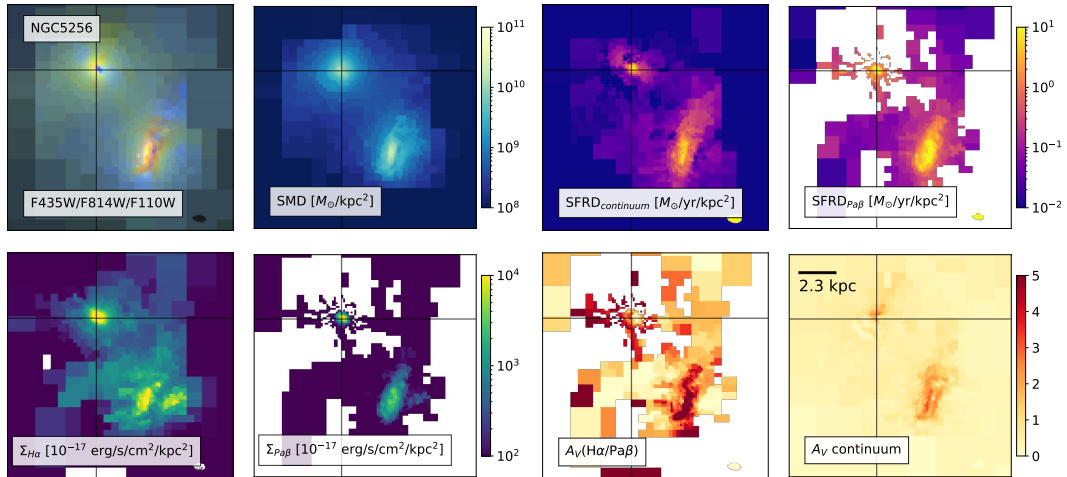 NGC5256
F435W/F814W/F110W
SMD [M⊙/kpc²]
10¹¹
10¹⁰
10⁹
10⁸
SFRD_continuum [M⊙/yr/kpc²]
SFRD_Paβ [M⊙/yr/kpc²]
10¹
10⁰
10⁻¹
10⁻²
Σ_Hα [10⁻¹⁷ erg/s/cm²/kpc²]
Σ_Paβ [10⁻¹⁷ erg/s/cm²/kpc²]
10⁴
10³
10²
A_V(Hα/Paβ)
2.3 kpc
A_V continuum
5
4
3
2
1
0